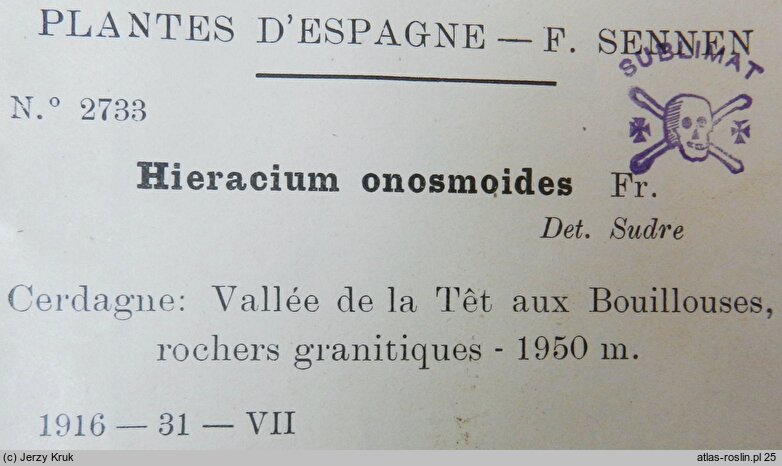 PLANTES D'ESPAGNE — F. SENNEN
SUBLIMAT
N.º 2733
Hieracium onosmoides Fr.
Det. Sudre
Cerdagne: Vallée de la Têt aux Bouillouses,
rochers granitiques - 1950 m.
1916 — 31 — VII
(c) Jerzy Kruk
atlas-roslin.pl 25